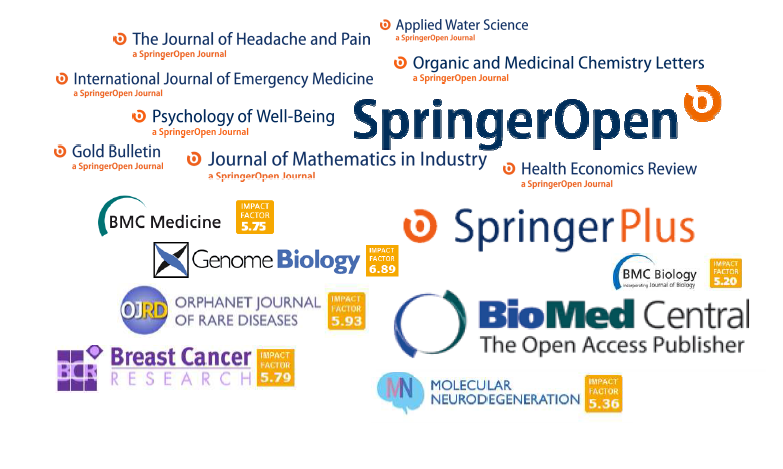 Applied Water Science
a SpringerOpen Journal
The Journal of Headache and Pain
a SpringerOpen Journal
Organic and Medicinal Chemistry Letters
a SpringerOpen Journal
International Journal of Emergency Medicine
a SpringerOpen Journal
Psychology of Well-Being
a SpringerOpen Journal
SpringerOpen
Gold Bulletin
a SpringerOpen Journal
Journal of Mathematics in Industry
a SpringerOpen Journal
Health Economics Review
a SpringerOpen Journal
BMC Medicine
IMPACT
FACTOR
5.75
SpringerPlus
Genome Biology
IMPACT
FACTOR
6.89
BMC Biology
incorporating Journal of Biology
IMPACT
FACTOR
5.20
OJRD
ORPHANET JOURNAL
OF RARE DISEASES
IMPACT
FACTOR
5.93
BioMed Central
The Open Access Publisher
BCR
Breast Cancer
RESEARCH
IMPACT
FACTOR
5.79
MN
MOLECULAR
NEURODEGENERATION
IMPACT
FACTOR
5.36